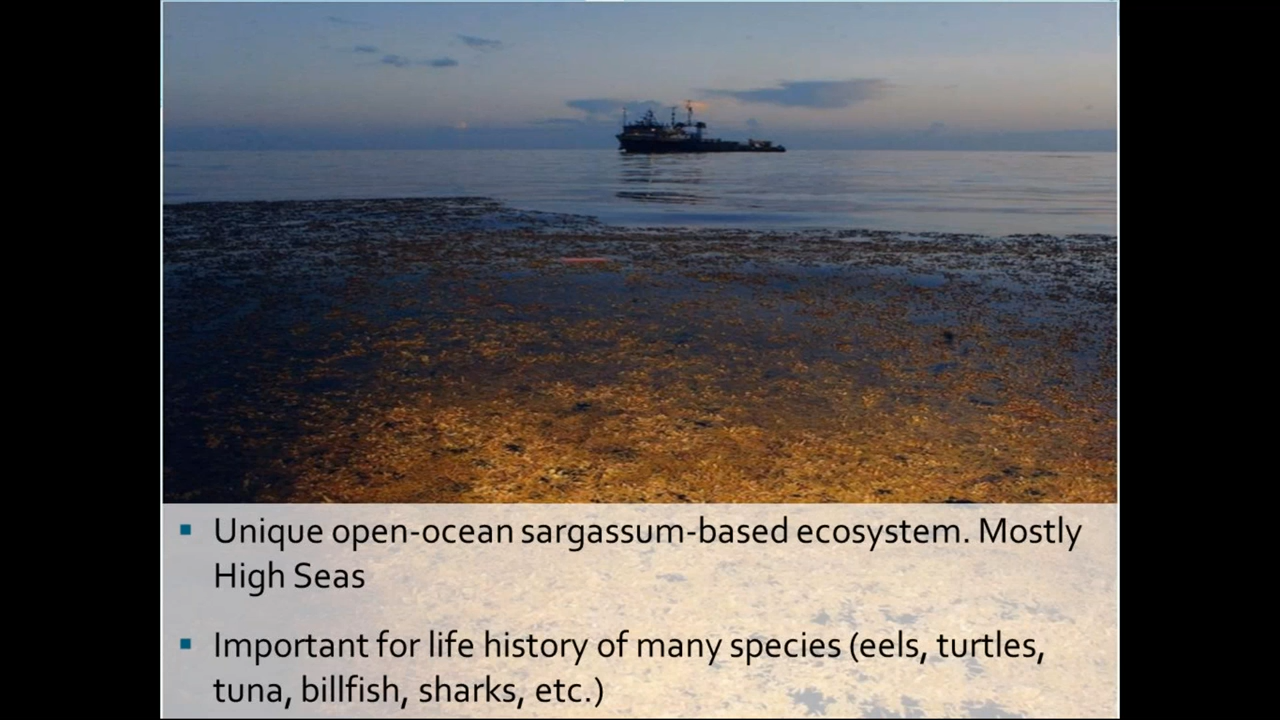 ▪ Unique open-ocean sargassum-based ecosystem. Mostly
High Seas
▪ Important for life history of many species (eels, turtles,
tuna, billfish, sharks, etc.)